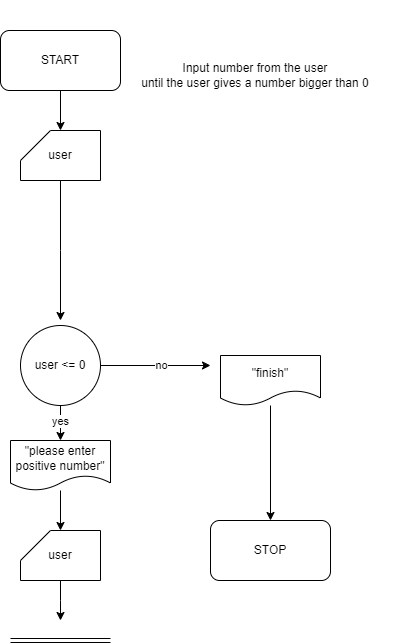 START
Input number from the user
until the user gives a number bigger than 0
user
user <= 0
no
"finish"
yes
"please enter
positive number"
user
STOP